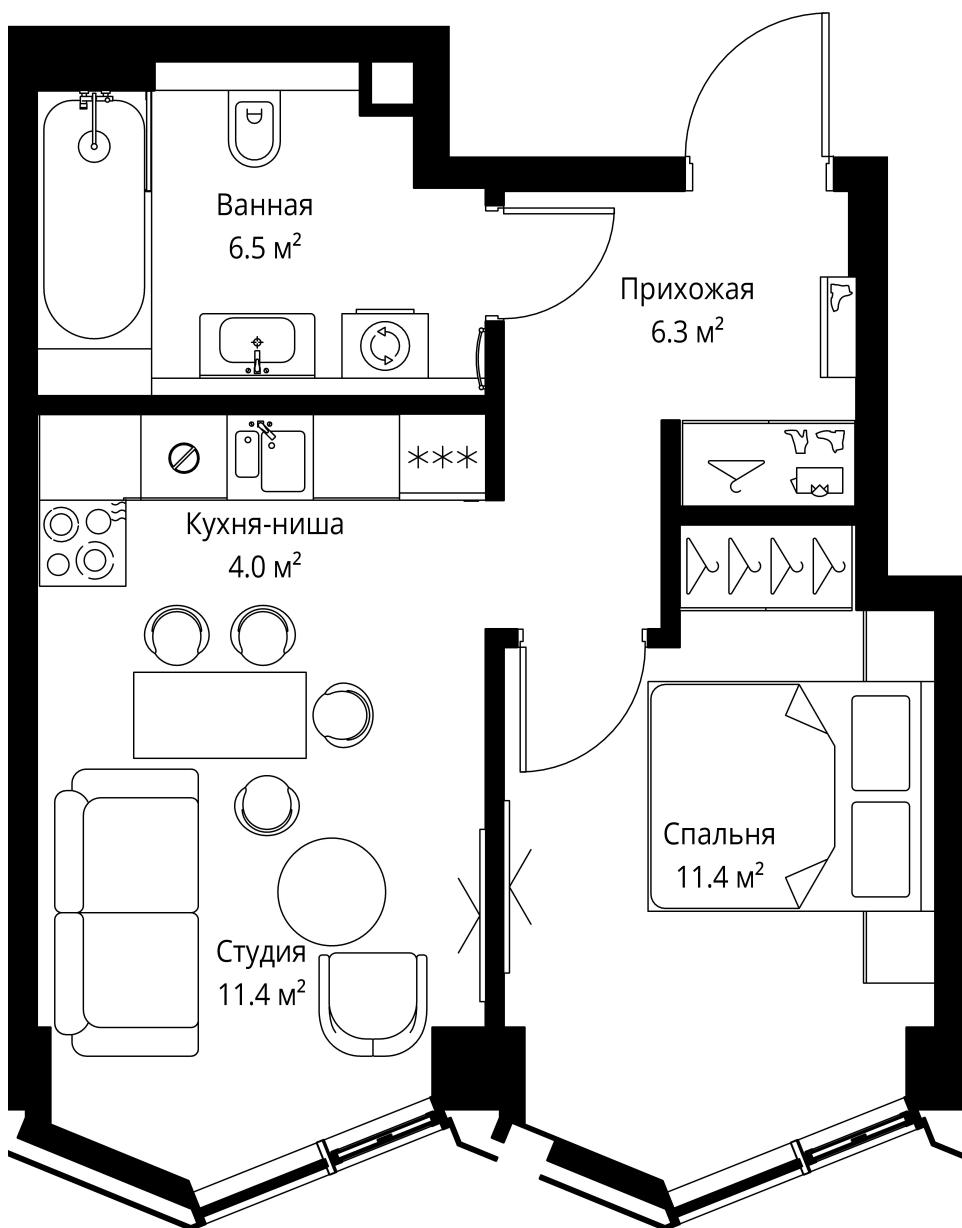 Ванная
6.5 м²
Прихожая
6.3 м²
Кухня-ниша
4.0 м²
Спальня
11.4 м²
Студия
11.4 м²